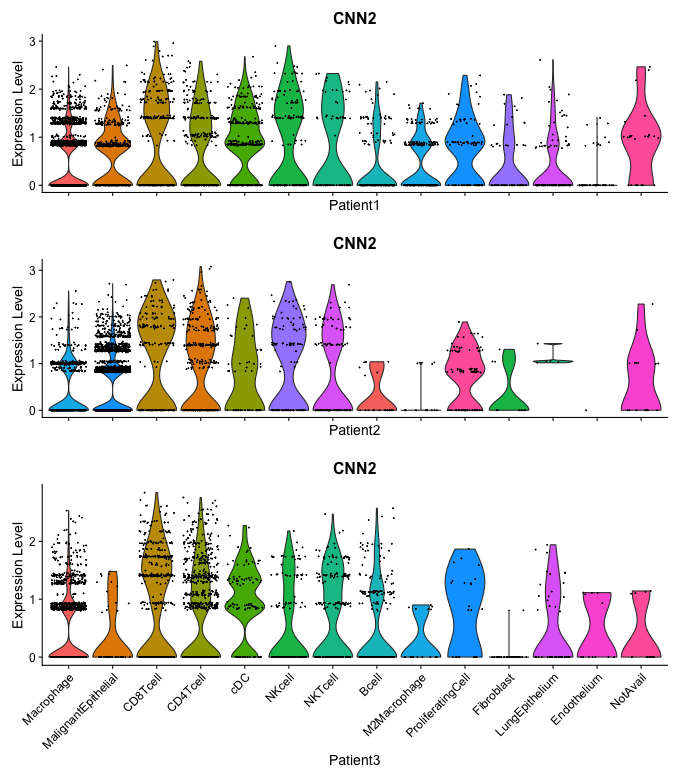 CNN2
Expression Level
3
2
1
0
Patient1
CNN2
Expression Level
3
2
1
0
Patient2
CNN2
Expression Level
2
1
0
Macrophage
MalignantEpithelial
CD8Tcell
CD4Tcell
cDC
NKcell
NKTcell
Bcell
M2Macrophage
ProliferatingCell
Fibroblast
LungEpithelium
Endothelium
NotAvail
Patient3